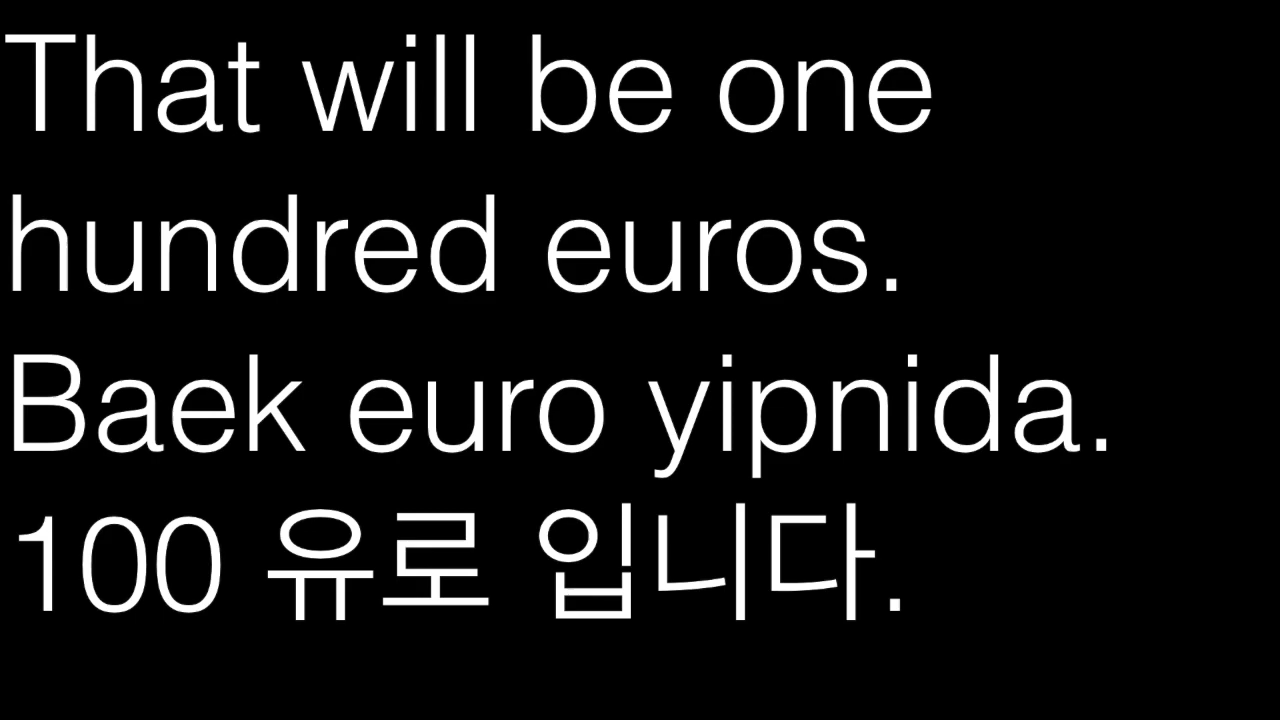 That will be one
hundred euros.
Baek euro yipnida.
100 유로 입니다.